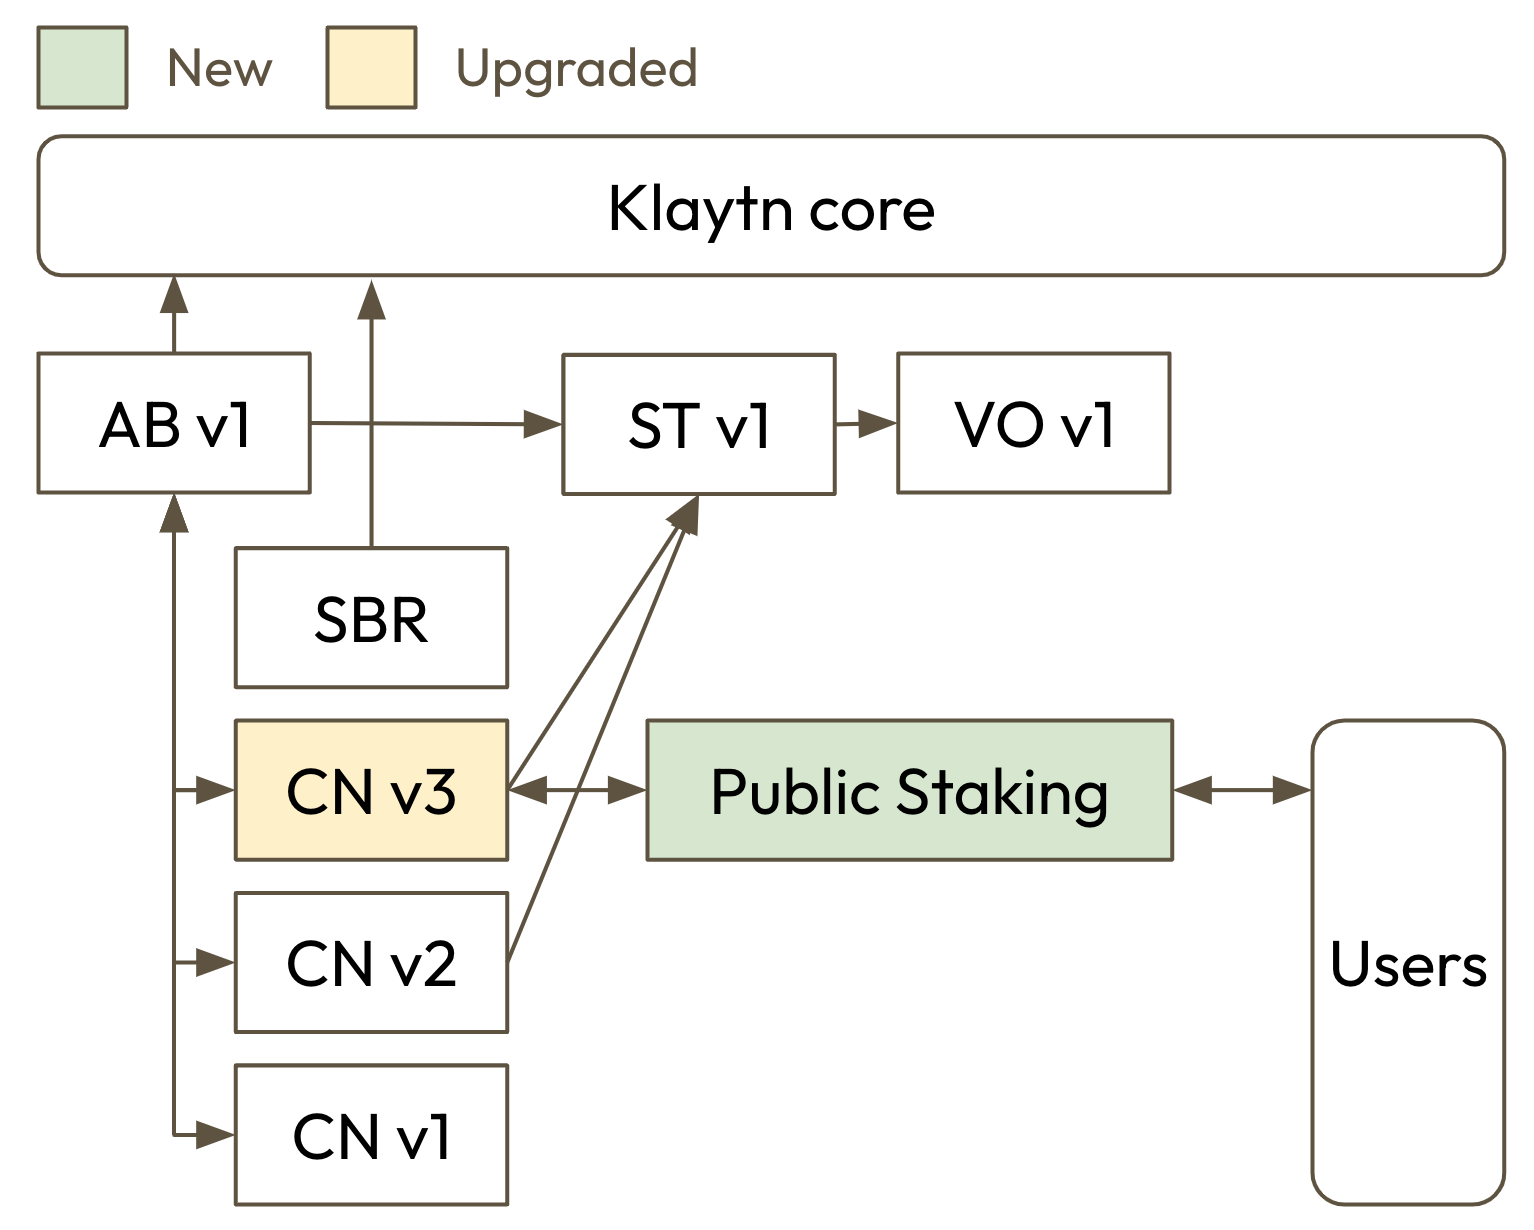 New
Upgraded
Klaytn core
AB v1
ST v1
VO v1
SBR
CN v3
Public Staking
CN v2
Users
CN v1